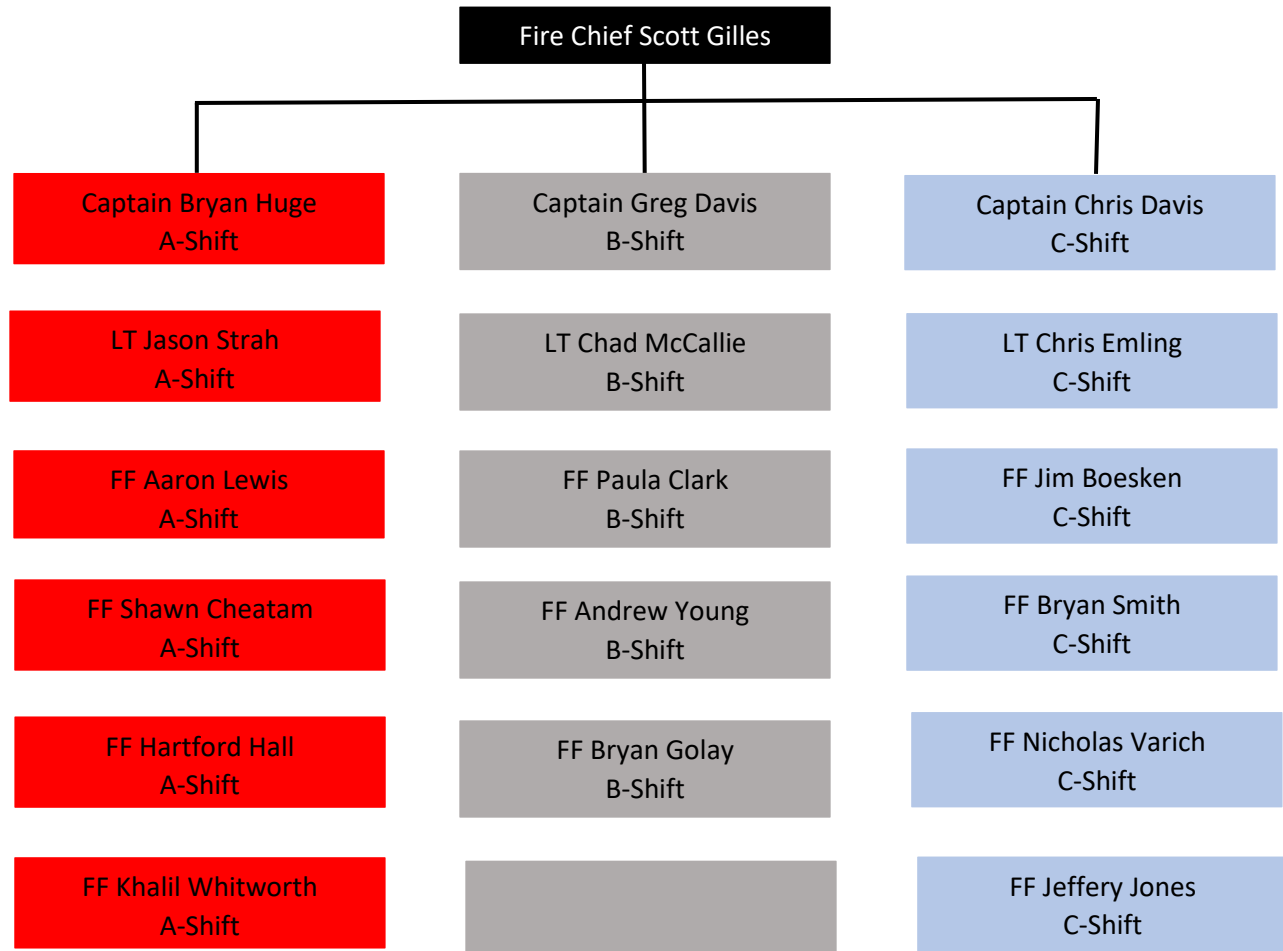 Fire Chief Scott Gilles
Captain Bryan Huge
A-Shift
Captain Greg Davis
B-Shift
Captain Chris Davis
C-Shift
LT Jason Strah
A-Shift
LT Chad McCallie
B-Shift
LT Chris Emling
C-Shift
FF Aaron Lewis
A-Shift
FF Paula Clark
B-Shift
FF Jim Boesken
C-Shift
FF Shawn Cheatam
A-Shift
FF Andrew Young
B-Shift
FF Bryan Smith
C-Shift
FF Hartford Hall
A-Shift
FF Bryan Golay
B-Shift
FF Nicholas Varich
C-Shift
FF Khalil Whitworth
A-Shift
FF Jeffery Jones
C-Shift